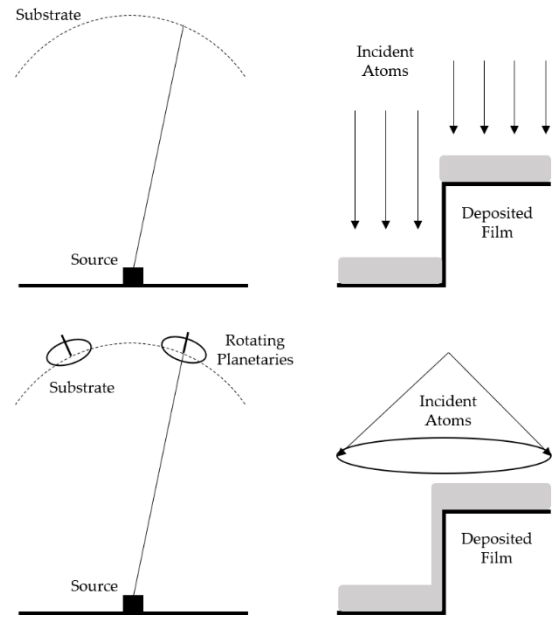 Substrate
Incident
Atoms
Deposited
Film
Source
Rotating
Planetaries
Substrate
Incident
Atoms
Deposited
Film
Source